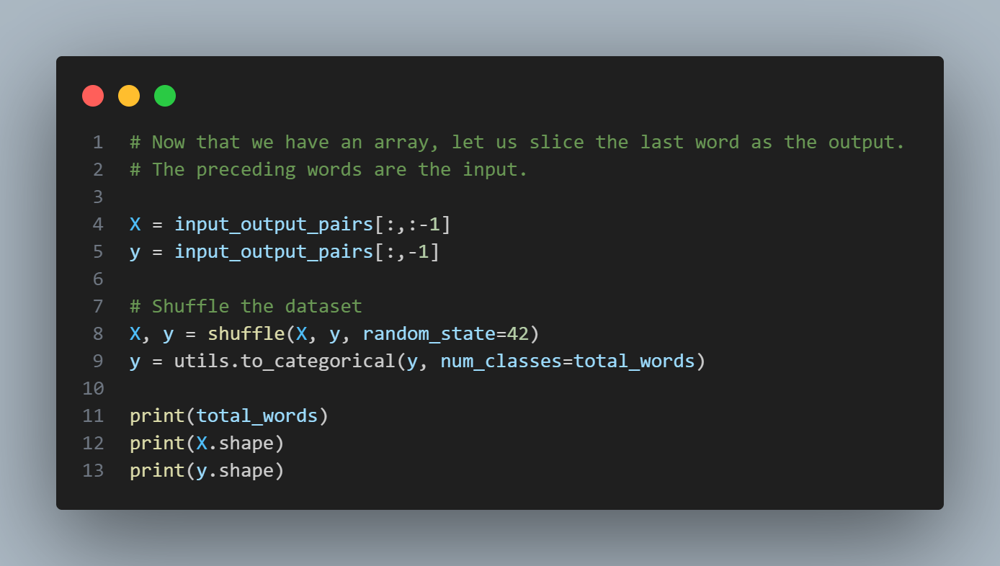 1 # Now that we have an array, let us slice the last word as the output.
2 # The preceding words are the input.
3
4 X = input_output_pairs[:,:-1]
5 y = input_output_pairs[:,-1]
6
7 # Shuffle the dataset
8 X, y = shuffle(X, y, random_state=42)
9 y = utils.to_categorical(y, num_classes=total_words)
10
11 print(total_words)
12 print(X.shape)
13 print(y.shape)